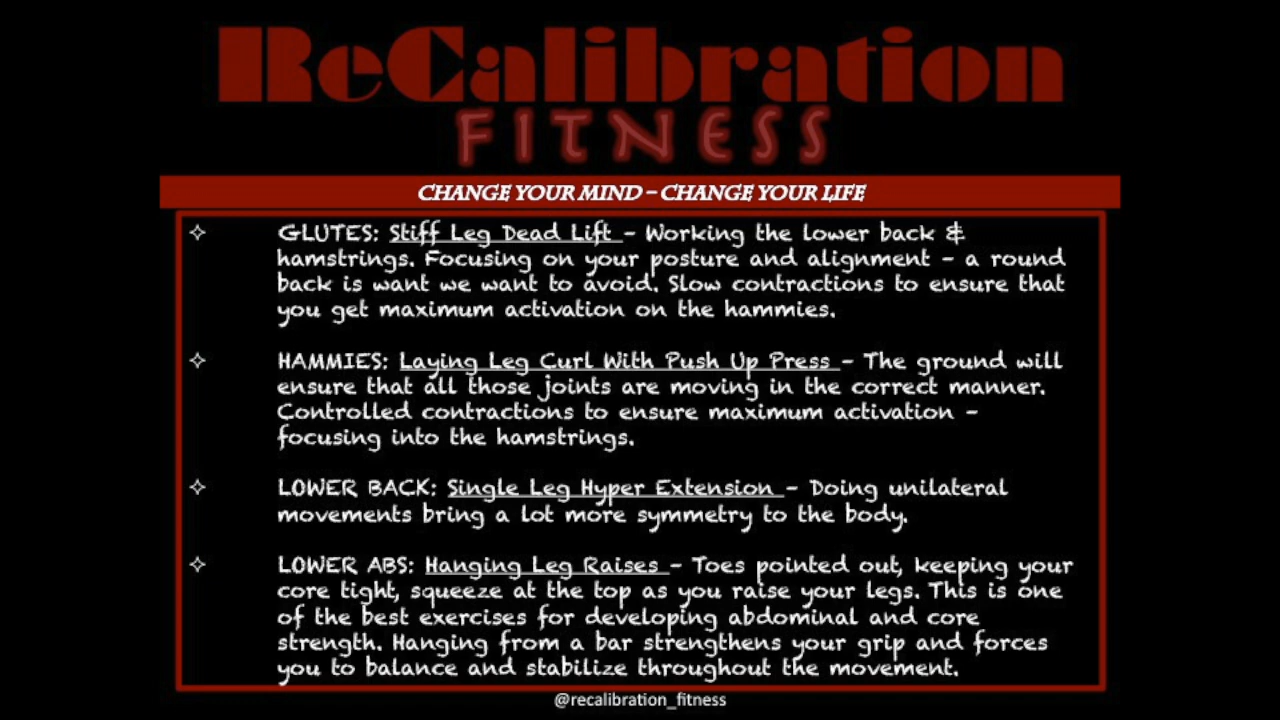 ReCalibration
FITNESS
CHANGE YOUR MIND – CHANGE YOUR LIFE
✧ GLUTES: Stiff Leg Dead Lift – Working the lower back &
hamstrings. Focusing on your posture and alignment – a round
back is want we want to avoid. Slow contractions to ensure that
you get maximum activation on the hammies.
✧ HAMMIES: Laying Leg Curl With Push Up Press – The ground will
ensure that all those joints are moving in the correct manner.
Controlled contractions to ensure maximum activation –
focusing into the hamstrings.
✧ LOWER BACK: Single Leg Hyper Extension – Doing unilateral
movements bring a lot more symmetry to the body.
✧ LOWER ABS: Hanging Leg Raises – Toes pointed out, keeping your
core tight, squeeze at the top as you raise your legs. This is one
of the best exercises for developing abdominal and core
strength. Hanging from a bar strengthens your grip and forces
you to balance and stabilize throughout the movement.
@recalibration_fitness